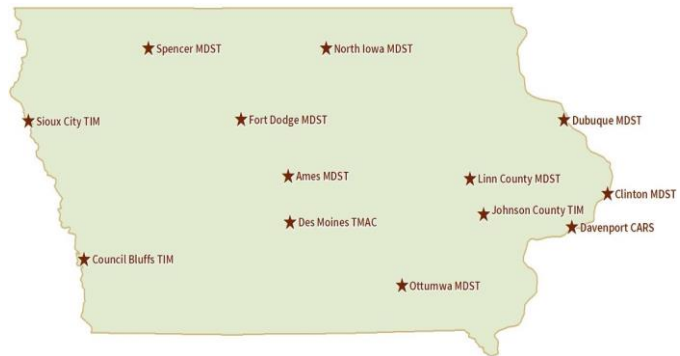 Spencer MDST
North Iowa MDST
Sioux City TIM
Fort Dodge MDST
Dubuque MDST
Ames MDST
Linn County MDST
Clinton MDST
Johnson County TIM
Des Moines TMAC
Davenport CARS
Council Bluffs TIM
Ottumwa MDST